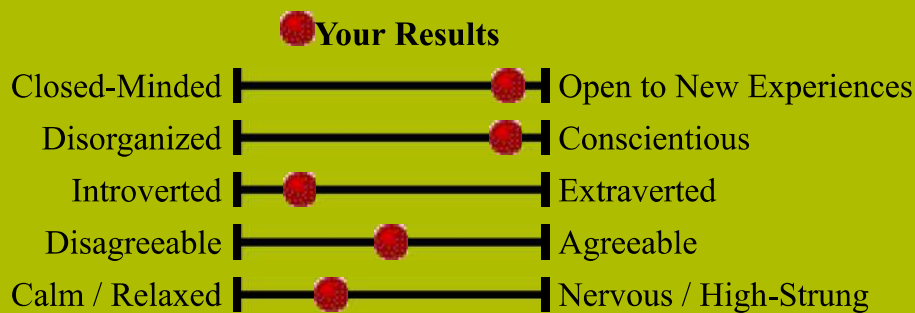 Your Results
Closed-Minded Open to New Experiences
Disorganized Conscientious
Introverted Extraverted
Disagreeable Agreeable
Calm / Relaxed Nervous / High-Strung